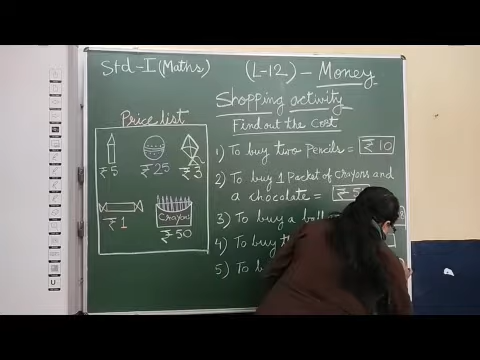 Std-I (Maths)
(L-12) - Money
Shopping activity
Find out the cost
Price list
₹5
₹25
₹3
₹1
Crayons
₹50
1) To buy two Pencils = ₹10
2) To buy 1 Packet of crayons and
a chocolate =
3) To buy a ball
4) To buy
5) To
U